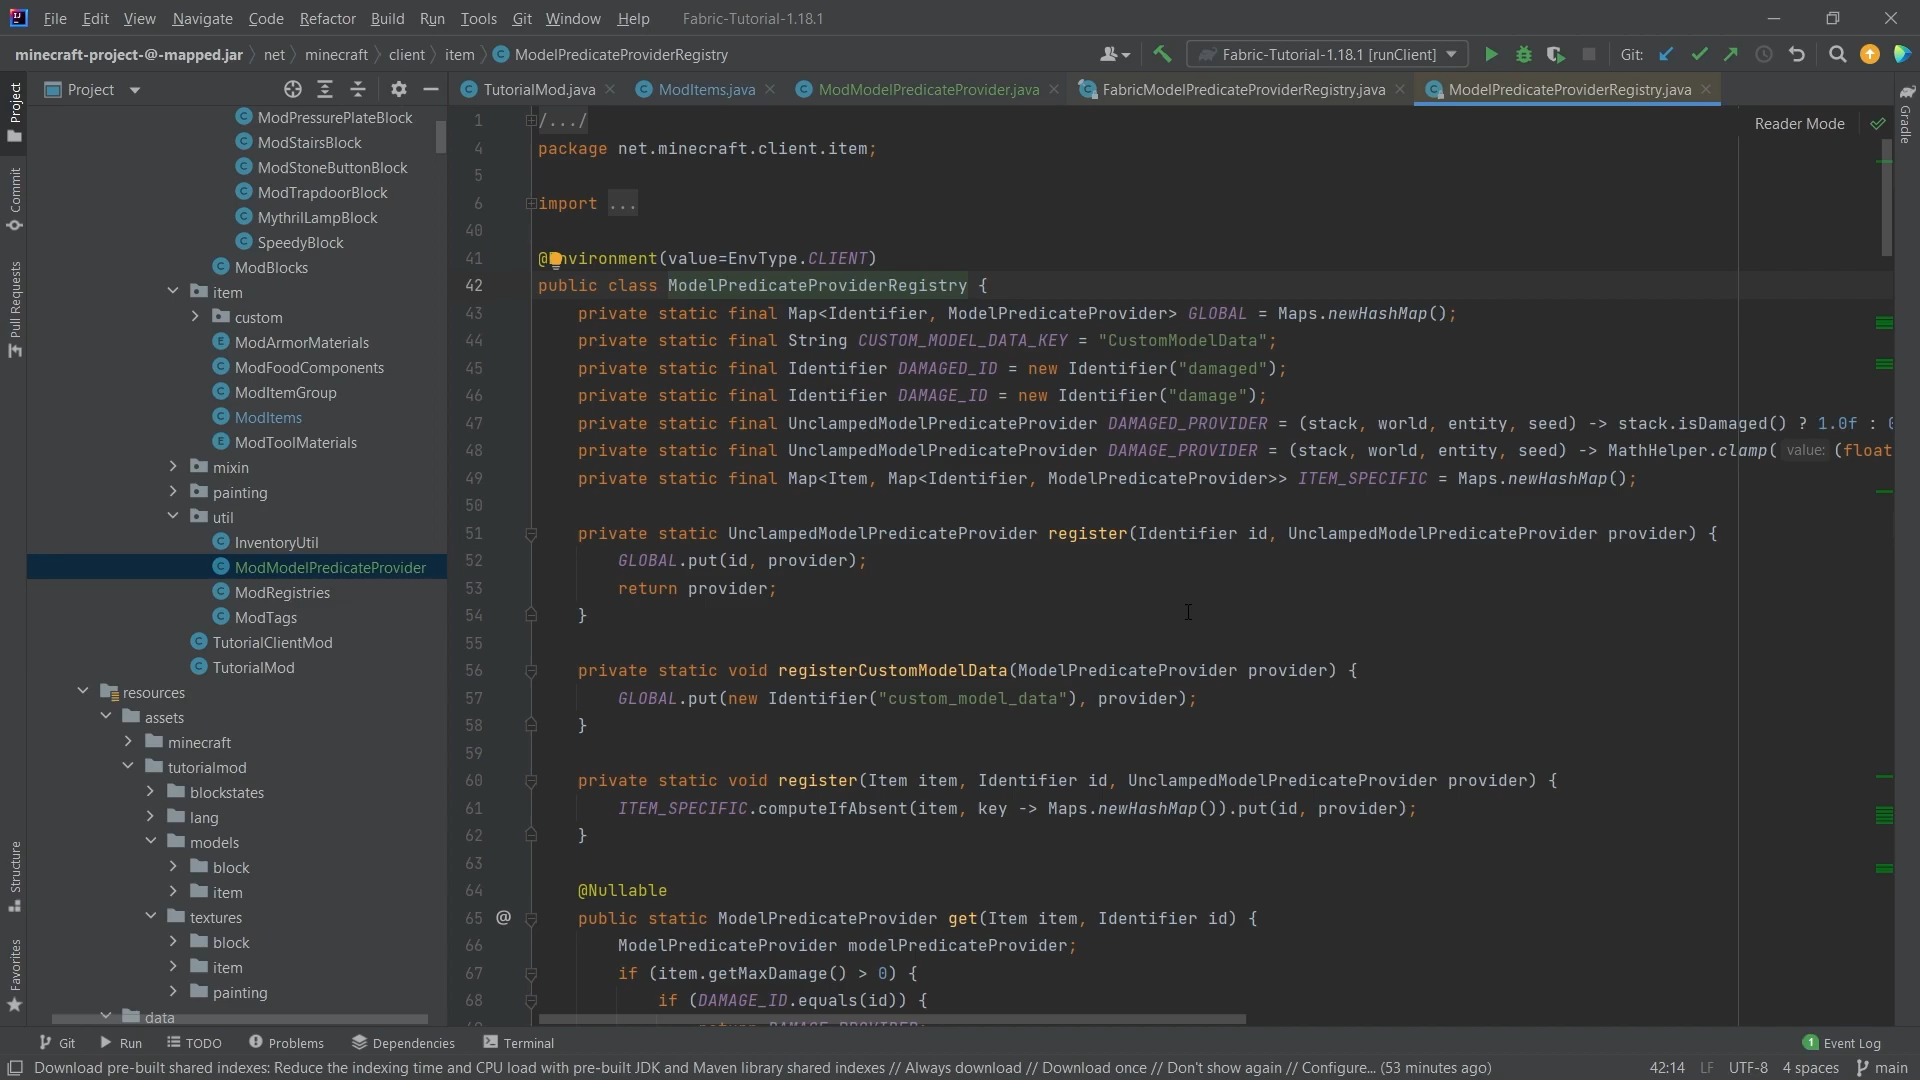 File Edit View Navigate Code Refactor Build Run Tools Git Window Help Fabric-Tutorial-1.18.1
minecraft-project-@-mapped.jar net minecraft client item ModelPredicateProviderRegistry Fabric-Tutorial-1.18.1 [runClient] Git:
Project TutorialMod.java ModItems.java ModModelPredicateProvider.java FabricModelPredicateProviderRegistry.java ModelPredicateProviderRegistry.java
Project
Commit
Pull Requests
Structure
Favorites
Gradle
Reader Mode
ModPressurePlateBlock
ModStairsBlock
ModStoneButtonBlock
ModTrapdoorBlock
MythrilLampBlock
SpeedyBlock
ModBlocks
item
custom
ModArmorMaterials
ModFoodComponents
ModItemGroup
ModItems
ModToolMaterials
mixin
painting
util
InventoryUtil
ModModelPredicateProvider
ModRegistries
ModTags
TutorialClientMod
TutorialMod
resources
assets
minecraft
tutorialmod
blockstates
lang
models
block
item
textures
block
item
painting
data
1 /.../
4 package net.minecraft.client.item;
5
6 import ...
40
41 @Environment(value=EnvType.CLIENT)
42 public class ModelPredicateProviderRegistry {
43 private static final Map<Identifier, ModelPredicateProvider> GLOBAL = Maps.newHashMap();
44 private static final String CUSTOM_MODEL_DATA_KEY = "CustomModelData";
45 private static final Identifier DAMAGED_ID = new Identifier("damaged");
46 private static final Identifier DAMAGE_ID = new Identifier("damage");
47 private static final UnclampedModelPredicateProvider DAMAGED_PROVIDER = (stack, world, entity, seed) -> stack.isDamaged() ? 1.0f : 0
48 private static final UnclampedModelPredicateProvider DAMAGE_PROVIDER = (stack, world, entity, seed) -> MathHelper.clamp( value: (float
49 private static final Map<Item, Map<Identifier, ModelPredicateProvider>> ITEM_SPECIFIC = Maps.newHashMap();
50
51 private static UnclampedModelPredicateProvider register(Identifier id, UnclampedModelPredicateProvider provider) {
52 GLOBAL.put(id, provider);
53 return provider;
54 }
55
56 private static void registerCustomModelData(ModelPredicateProvider provider) {
57 GLOBAL.put(new Identifier("custom_model_data"), provider);
58 }
59
60 private static void register(Item item, Identifier id, UnclampedModelPredicateProvider provider) {
61 ITEM_SPECIFIC.computeIfAbsent(item, key -> Maps.newHashMap()).put(id, provider);
62 }
63
64 @Nullable
65 @ public static ModelPredicateProvider get(Item item, Identifier id) {
66 ModelPredicateProvider modelPredicateProvider;
67 if (item.getMaxDamage() > 0) {
68 if (DAMAGE_ID.equals(id)) {
Git Run TODO Problems Dependencies Terminal 1 Event Log
Download pre-built shared indexes: Reduce the indexing time and CPU load with pre-built JDK and Maven library shared indexes // Always download // Download once // Don't show again // Configure... (53 minutes ago) 42:14 LF UTF-8 4 spaces main